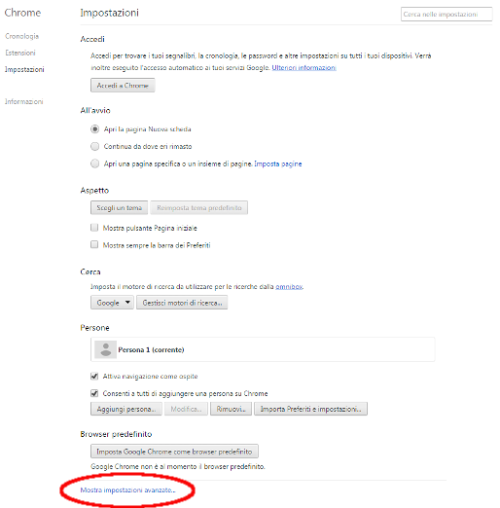 Chrome
Impostazioni
Cerca nelle impostazioni
Cronologia
Estensioni
Impostazioni
Informazioni
Accedi
Accedi per trovare i tuoi segnalibri, la cronologia, le password e altre impostazioni su tutti i tuoi dispositivi. Verrà
inoltre eseguito l'accesso automatico ai tuoi servizi Google. Ulteriori informazioni
Accedi a Chrome
All'avvio
Apri la pagina Nuova scheda
Continua da dove eri rimasto
Apri una pagina specifica o un insieme di pagine. Imposta pagine
Aspetto
Scegli un tema Reimposta tema predefinito
Mostra pulsante Pagina iniziale
Mostra sempre la barra dei Preferiti
Cerca
Imposta il motore di ricerca da utilizzare per le ricerche dalla omnibox.
Google Gestisci motori di ricerca...
Persone
Persona 1 (corrente)
Attiva navigazione come ospite
Consenti a tutti di aggiungere una persona su Chrome
Aggiungi persona... Modifica... Rimuovi... Importa Preferiti e impostazioni...
Browser predefinito
Imposta Google Chrome come browser predefinito
Google Chrome non è al momento il browser predefinito.
Mostra impostazioni avanzate...